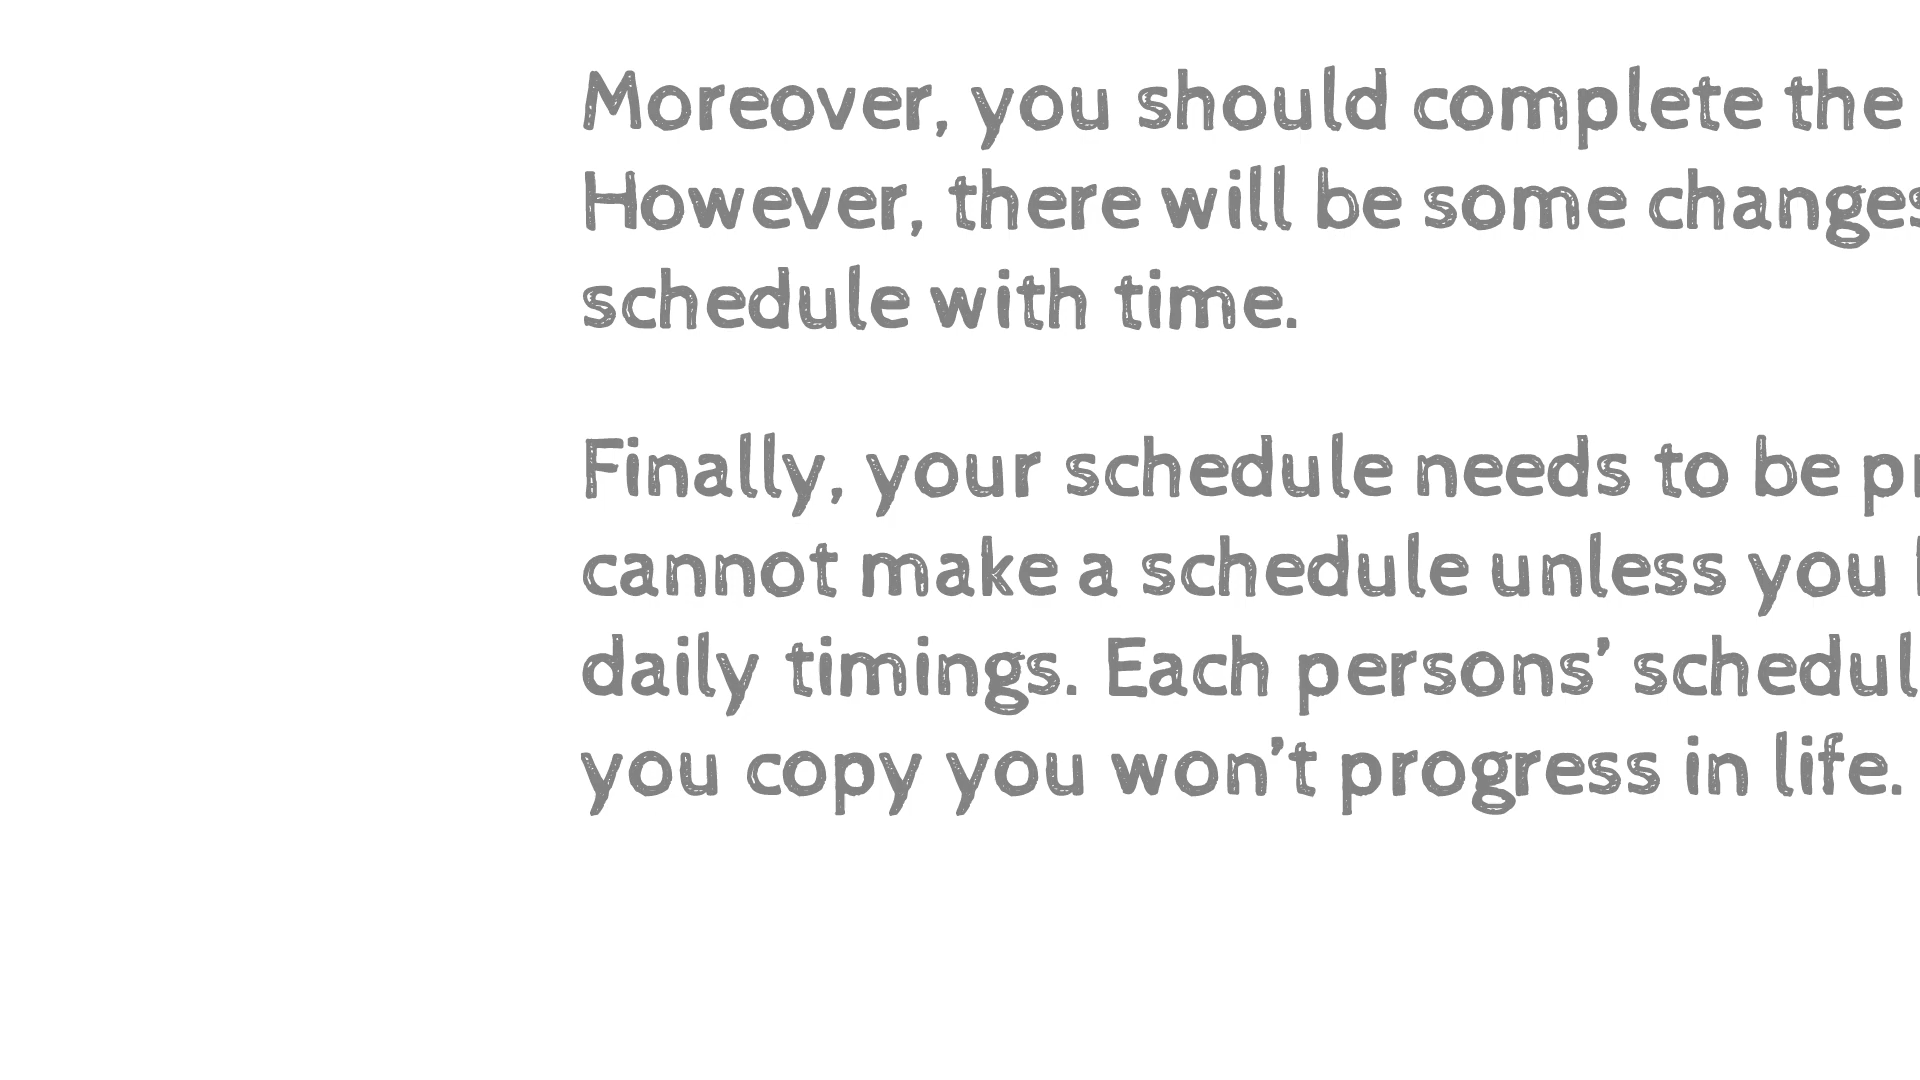 Moreover, you should complete the
However, there will be some changes
schedule with time.
Finally, your schedule needs to be
cannot make a schedule unless you
daily timings. Each persons’
you copy you won’t progress in life.